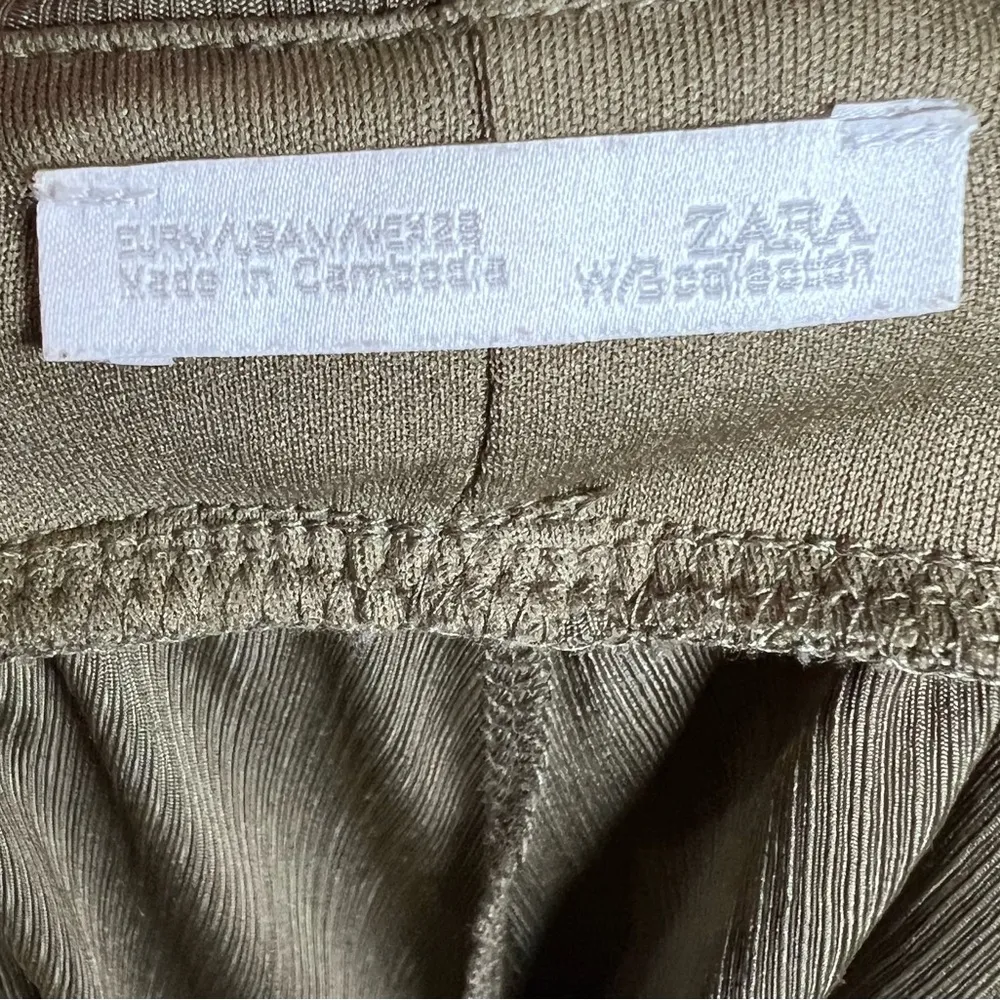 EUR M/USA M/MEX 28
Made in Cambodia
ZARA
W/B collection